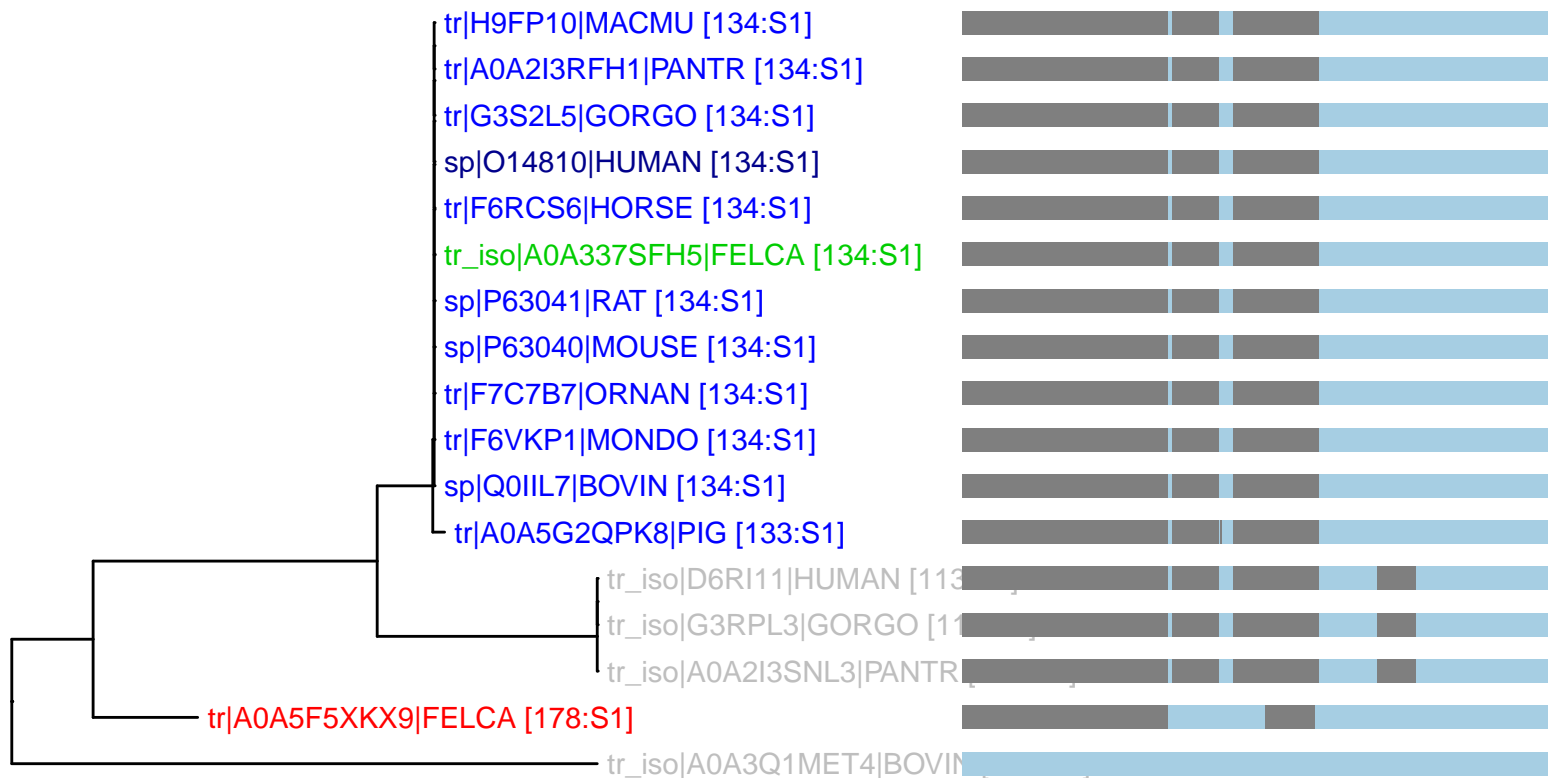 tr|H9FP10|MACMU [134:S1]
tr|A0A2I3RFH1|PANTR [134:S1]
tr|G3S2L5|GORGO [134:S1]
sp|O14810|HUMAN [134:S1]
tr|F6RCS6|HORSE [134:S1]
tr_iso|A0A337SFH5|FELCA [134:S1]
sp|P63041|RAT [134:S1]
sp|P63040|MOUSE [134:S1]
tr|F7C7B7|ORNAN [134:S1]
tr|F6VKP1|MONDO [134:S1]
sp|Q0IIL7|BOVIN [134:S1]
tr|A0A5G2QPK8|PIG [133:S1]
tr_iso|D6RI11|HUMAN [113
tr_iso|G3RPL3|GORGO [11
tr_iso|A0A2I3SNL3|PANTR
tr|A0A5F5XKX9|FELCA [178:S1]
tr_iso|A0A3Q1MET4|BOVIN